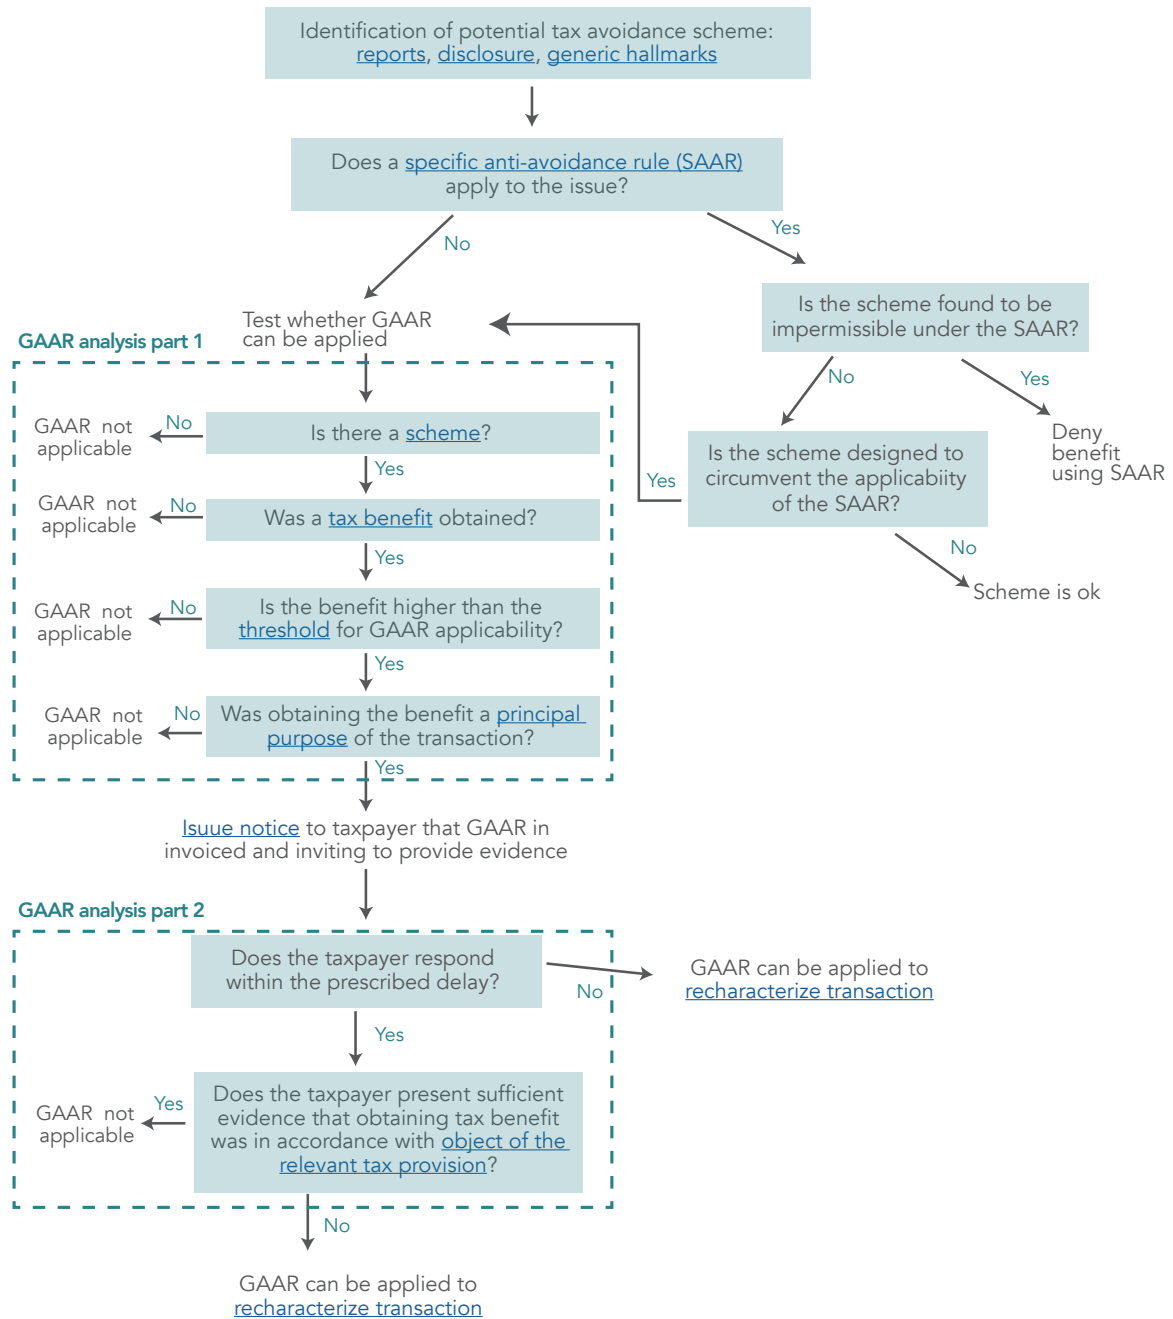 Identification of potential tax avoidance scheme:
reports, disclosure, generic hallmarks
Does a specific anti-avoidance rule (SAAR)
apply to the issue?
No
Yes
Is the scheme found to be
impermissible under the SAAR?
No
Yes
Deny
benefit
using SAAR
Is the scheme designed to
circumvent the applicabiity
of the SAAR?
Yes
No
Scheme is ok
Test whether GAAR
can be applied
GAAR analysis part 1
Is there a scheme?
No
GAAR not
applicable
Yes
Was a tax benefit obtained?
No
GAAR not
applicable
Yes
Is the benefit higher than the
threshold for GAAR applicability?
No
GAAR not
applicable
Yes
Was obtaining the benefit a principal
purpose of the transaction?
No
GAAR not
applicable
Yes
Isuue notice to taxpayer that GAAR in
invoiced and inviting to provide evidence
GAAR analysis part 2
Does the taxpayer respond
within the prescribed delay?
No
GAAR can be applied to
recharacterize transaction
Yes
Does the taxpayer present sufficient
evidence that obtaining tax benefit
was in accordance with object of the
relevant tax provision?
Yes
GAAR not
applicable
No
GAAR can be applied to
recharacterize transaction